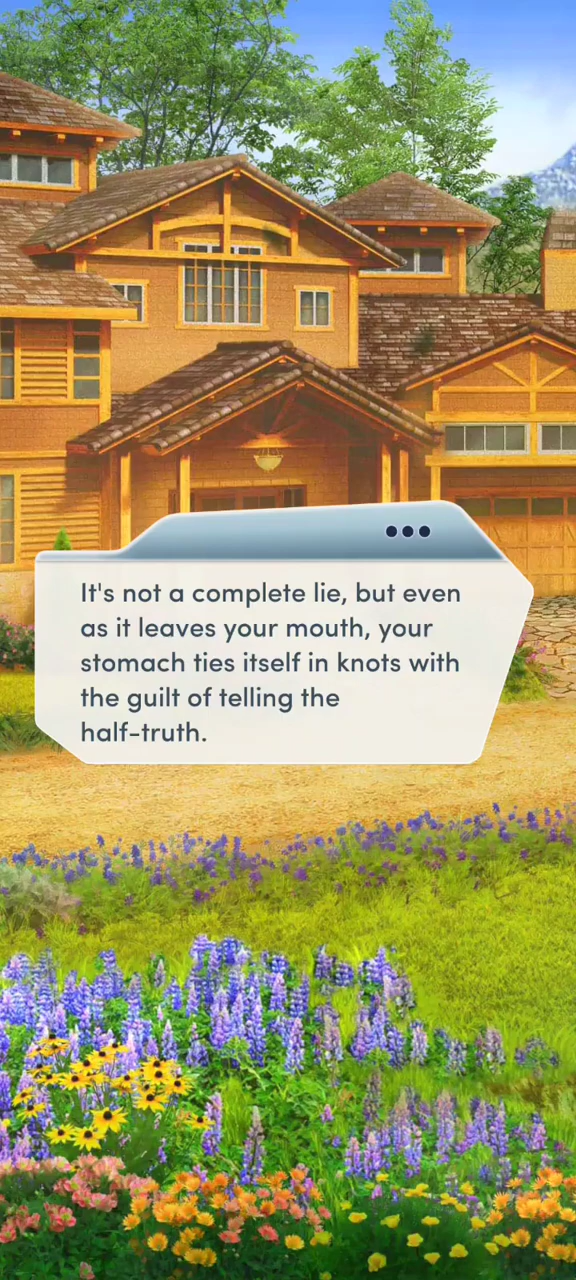 It's not a complete lie, but even
as it leaves your mouth, your
stomach ties itself in knots with
the guilt of telling the
half-truth.